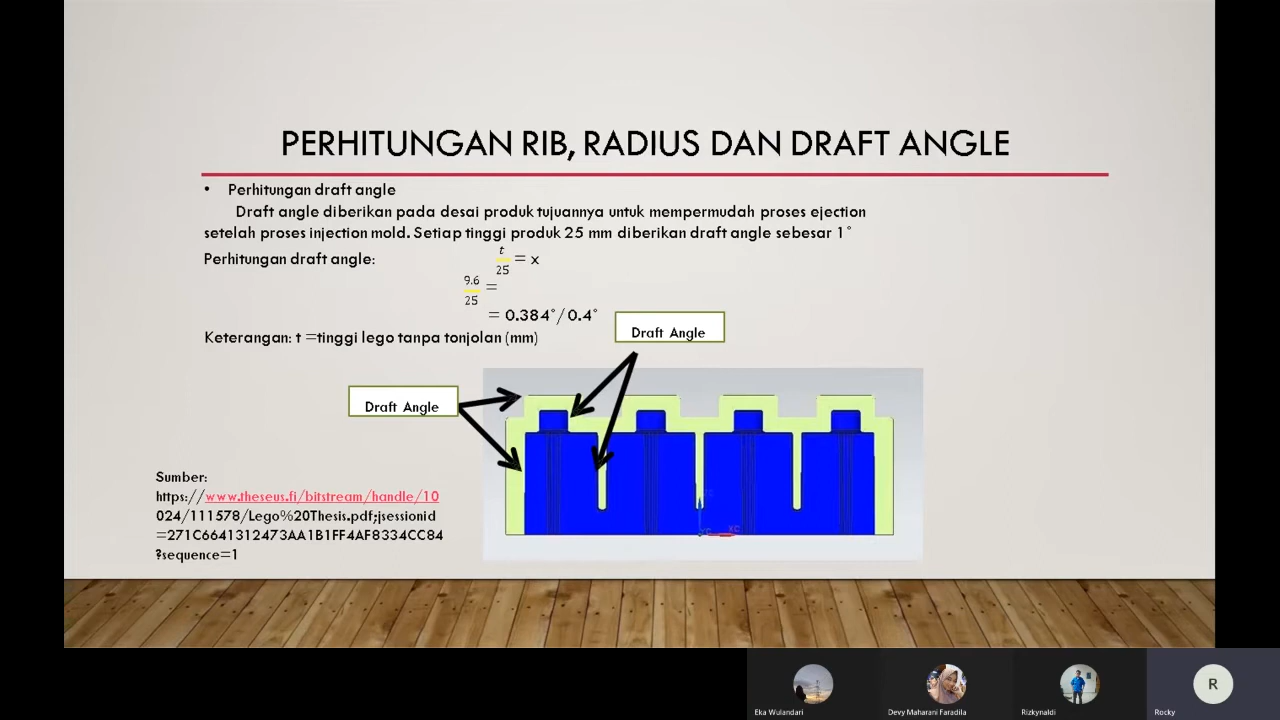 PERHITUNGAN RIB, RADIUS DAN DRAFT ANGLE
• Perhitungan draft angle
Draft angle diberikan pada desai produk tujuannya untuk mempermudah proses ejection
setelah proses injection mold. Setiap tinggi produk 25 mm diberikan draft angle sebesar 1°
Perhitungan draft angle: t/25 = x
9.6/25 =
= 0.384°/ 0.4°
Keterangan: t =tinggi lego tanpa tonjolan (mm)
Draft Angle
Draft Angle
XC
Sumber:
https://www.theseus.fi/bitstream/handle/10
024/111578/Lego%20Thesis.pdf;jsessionid
=271C6641312473AA1B1FF4AF8334CC84
?sequence=1
R
Eka Wulandari
Devy Maharani Faradila
Rizkynaldi
Rocky